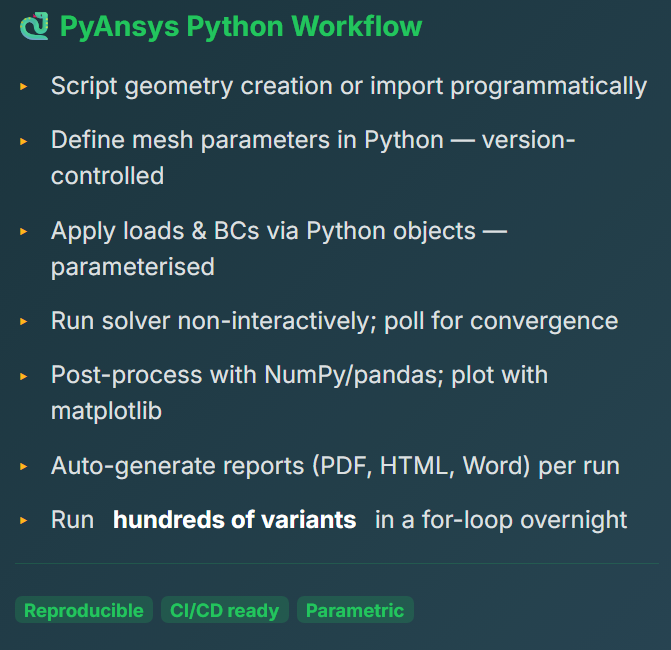 PyAnsys Python Workflow
Script geometry creation or import programmatically
Define mesh parameters in Python — version-
controlled
Apply loads & BCs via Python objects —
parameterised
Run solver non-interactively; poll for convergence
Post-process with NumPy/pandas; plot with
matplotlib
Auto-generate reports (PDF, HTML, Word) per run
Run hundreds of variants in a for-loop overnight
Reproducible CI/CD ready Parametric